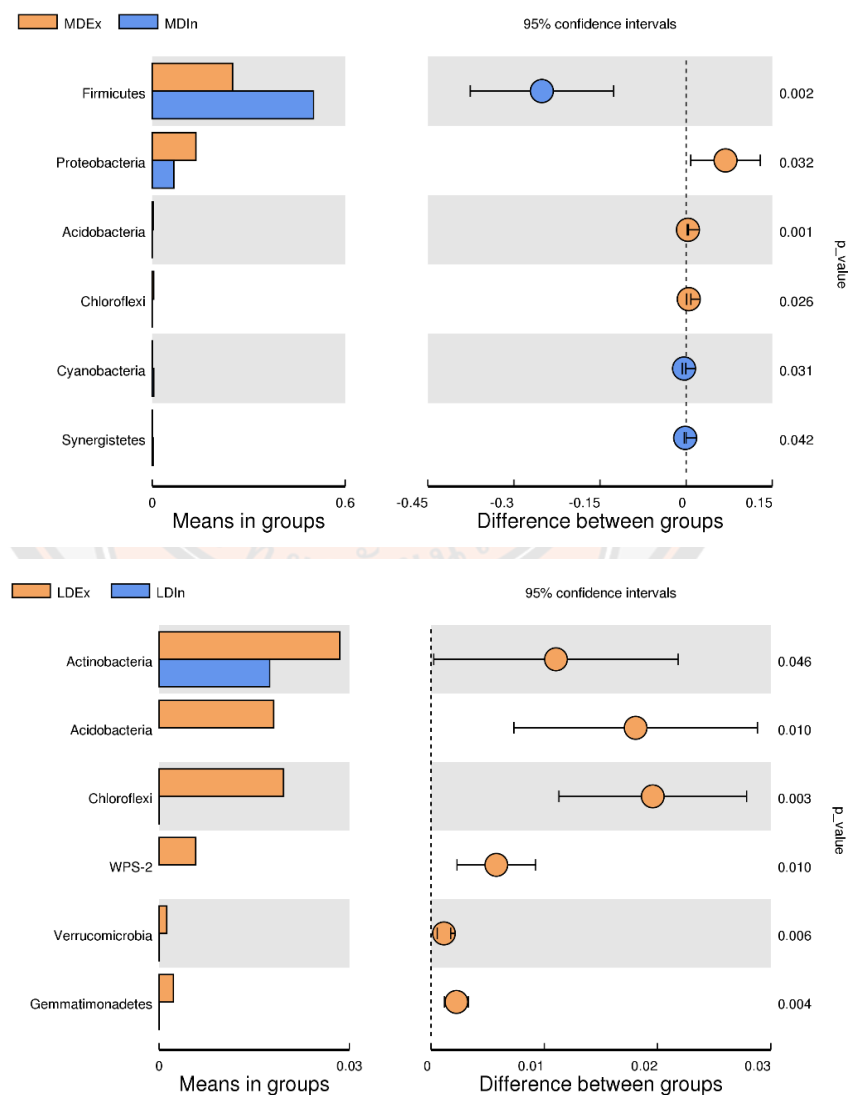 MDEx MDIn 95% confidence intervals
Firmicutes 0.002
Proteobacteria 0.032
Acidobacteria 0.001
Chloroflexi 0.026
Cyanobacteria 0.031
Synergistetes 0.042
p_value
0 0.6 -0.45 -0.3 -0.15 0 0.15
Means in groups Difference between groups
LDEx LDIn 95% confidence intervals
Actinobacteria 0.046
Acidobacteria 0.010
Chloroflexi 0.003
WPS-2 0.010
Verrucomicrobia 0.006
Gemmatimonadetes 0.004
p_value
0 0.03 0 0.01 0.02 0.03
Means in groups Difference between groups